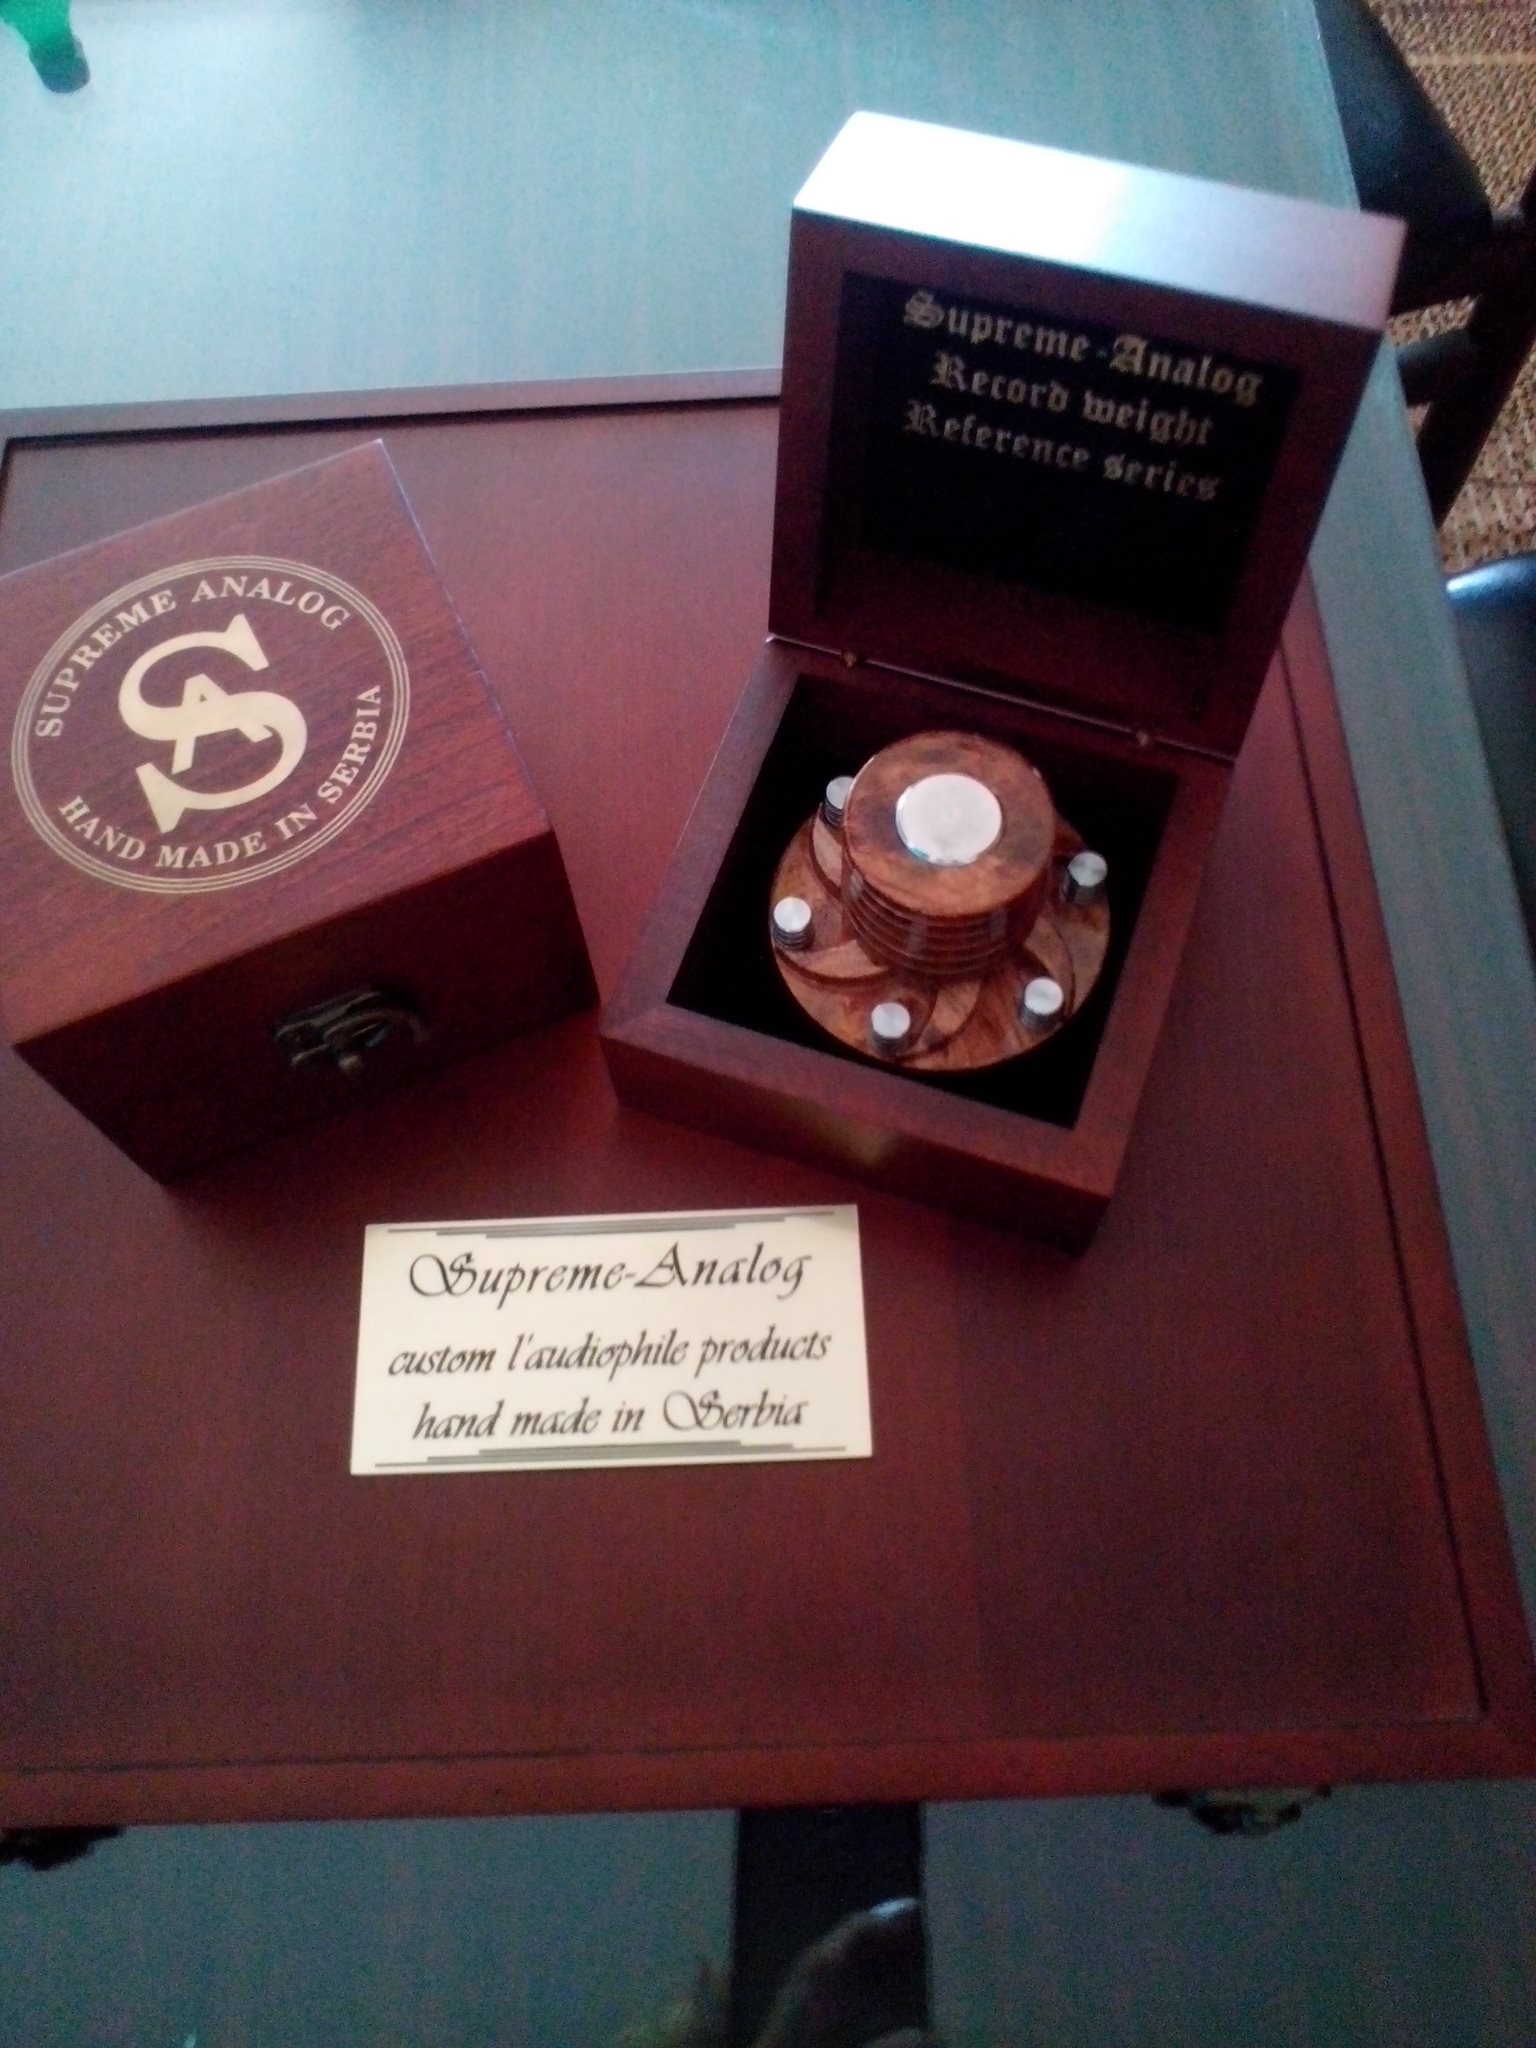 Supreme-Analog
Record weight
Reference series
SUPREME ANALOG
SA
HAND MADE IN SERBIA
Supreme-Analog
custom l'audiophile products
hand made in Serbia